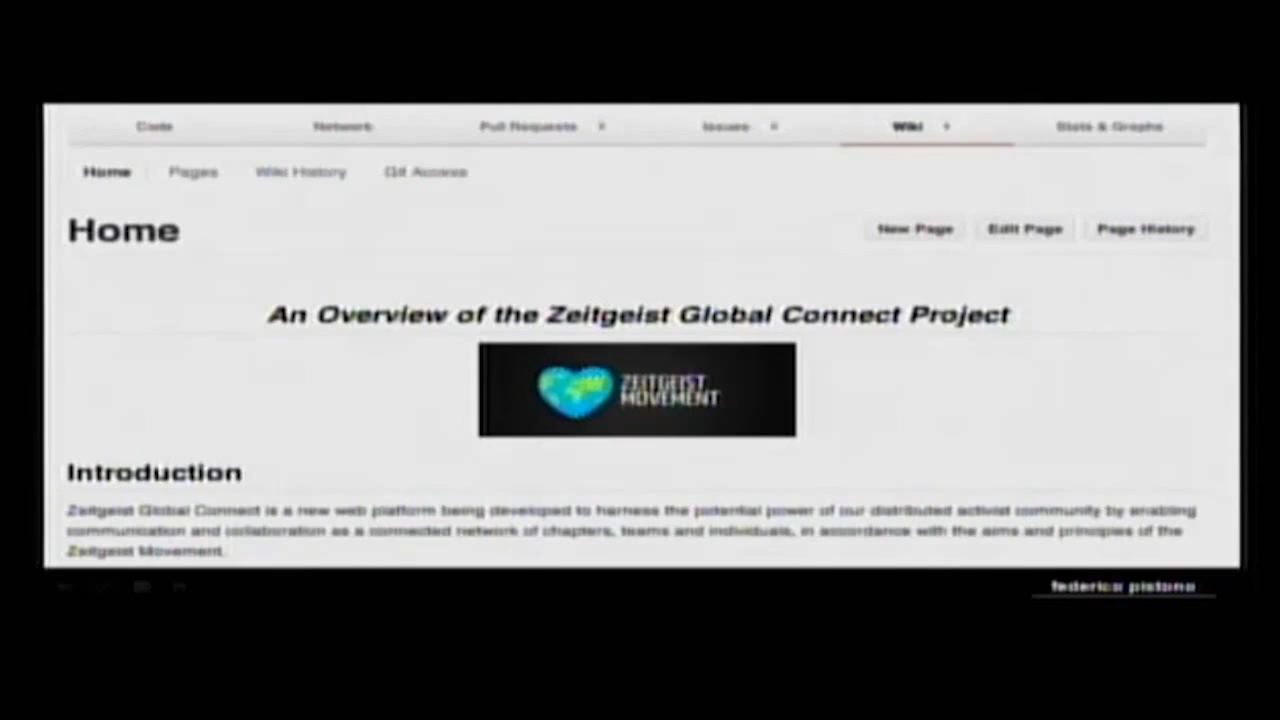 Code Network Pull Requests Issues Wiki Stats & Graphs
Home Pages Wiki History Git Access
Home New Page Edit Page Page History
An Overview of the Zeitgeist Global Connect Project
ZEITGEIST
MOVEMENT
Introduction
Zeitgeist Global Connect is a new web platform being developed to harness the potential power of our distributed activist community by enabling
communication and collaboration as a connected network of chapters, teams and individuals, in accordance with the aims and principles of the
Zeitgeist Movement.
federico pistono